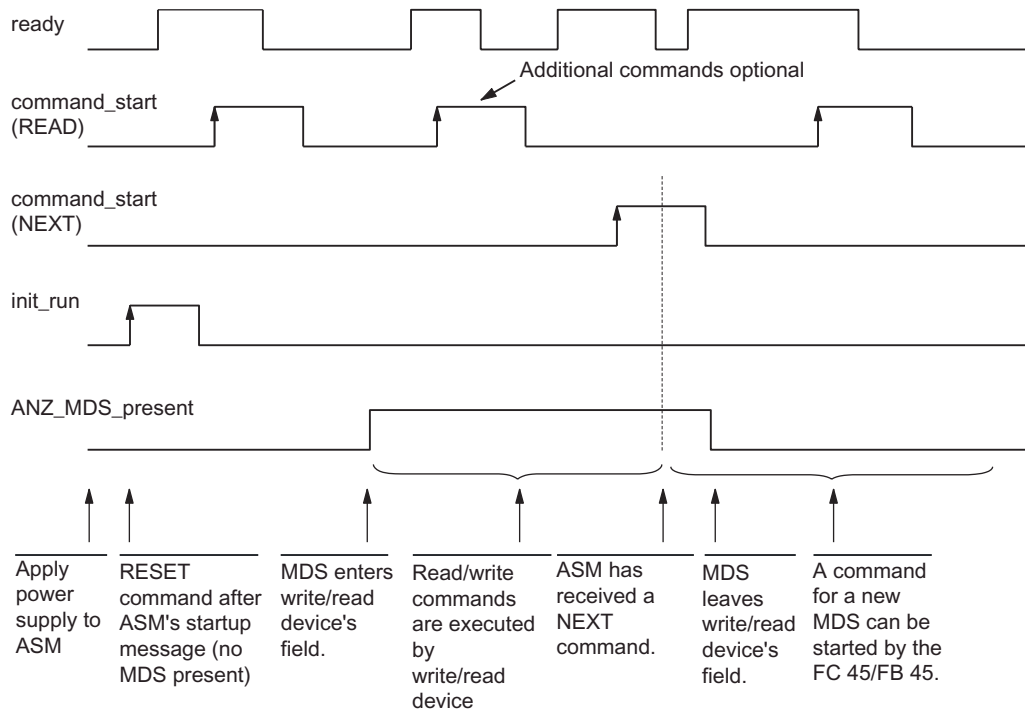 ready
Additional commands optional
command_start
(READ)
command_start
(NEXT)
init_run
ANZ_MDS_present
Apply
power
supply to
ASM
RESET
command after
ASM's startup
message (no
MDS present)
MDS enters
write/read
device's
field.
Read/write
commands
are executed
by
write/read
device
ASM has
received a
NEXT
command.
MDS
leaves
write/read
device's
field.
A command
for a new
MDS can be
started by the
FC 45/FB 45.